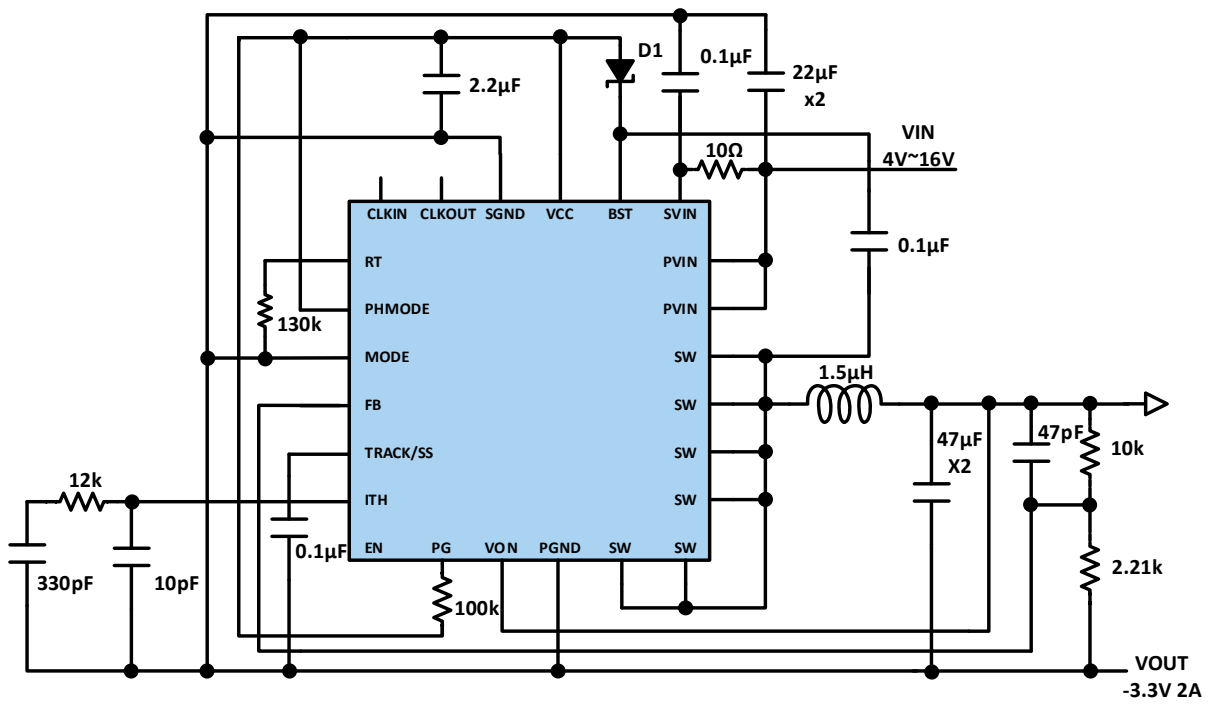 D1
0.1µF
2.2µF
22µF
x2
VIN
4V~16V
10Ω
CLKIN
CLKOUT
SGND
VCC
BST
SVIN
0.1µF
RT
PVIN
PHMODE
PVIN
130k
MODE
SW
1.5µH
FB
SW
47µF
X2
47pF
10k
TRACK/SS
SW
12k
ITH
SW
0.1µF
EN
PG
VON
PGND
SW
SW
330pF
10pF
2.21k
100k
VOUT
-3.3V 2A